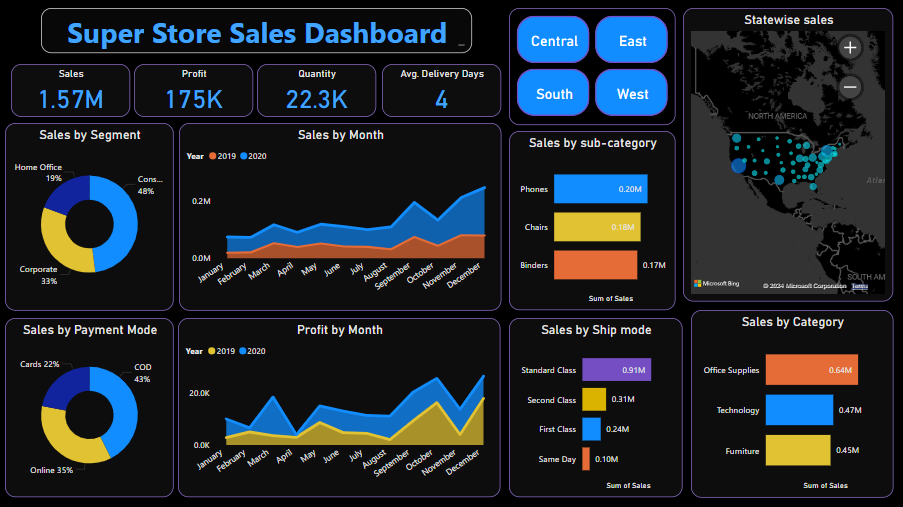 Super Store Sales Dashboard
Sales
1.57M
Profit
175K
Quantity
22.3K
Avg. Delivery Days
4
Central
East
South
West
Statewise sales
NORTH AMERICA
Atlan
SOUTH AM
Microsoft Bing
© 2024 Microsoft Corporation Terms
Sales by Segment
Home Office
19%
Cons...
48%
Corporate
33%
Sales by Month
Year 2019 2020
0.2M
0.0M
January
February
March
April
May
June
July
August
September
October
November
December
Sales by sub-category
Phones 0.20M
Chairs 0.18M
Binders 0.17M
Sum of Sales
Sales by Payment Mode
Cards 22%
COD
43%
Online 35%
Profit by Month
Year 2019 2020
20.0K
0.0K
January
February
March
April
May
June
July
August
September
October
November
December
Sales by Ship mode
Standard Class 0.91M
Second Class 0.31M
First Class 0.24M
Same Day 0.10M
Sum of Sales
Sales by Category
Office Supplies 0.64M
Technology 0.47M
Furniture 0.45M
Sum of Sales